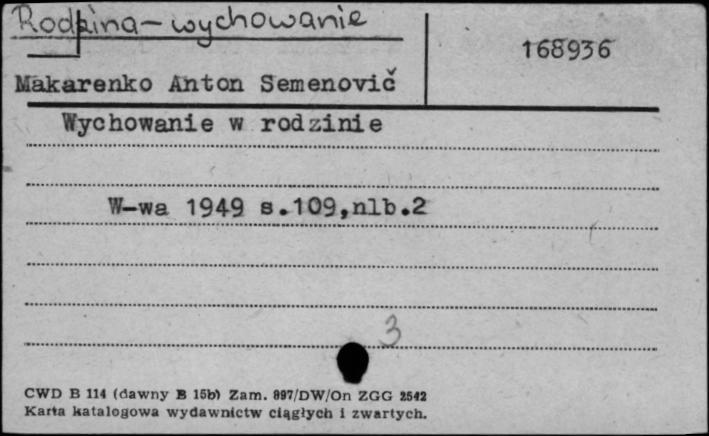 Rodzina – wychowanie
168936
Makarenko Anton Semenovič
Wychowanie w rodzinie
W-wa 1949 s.109,nlb.2
3
CWD B 114 (dawny B 15b) Zam. 897/DW/On ZGG 2542
Karta katalogowa wydawnictw ciągłych i zwartych.